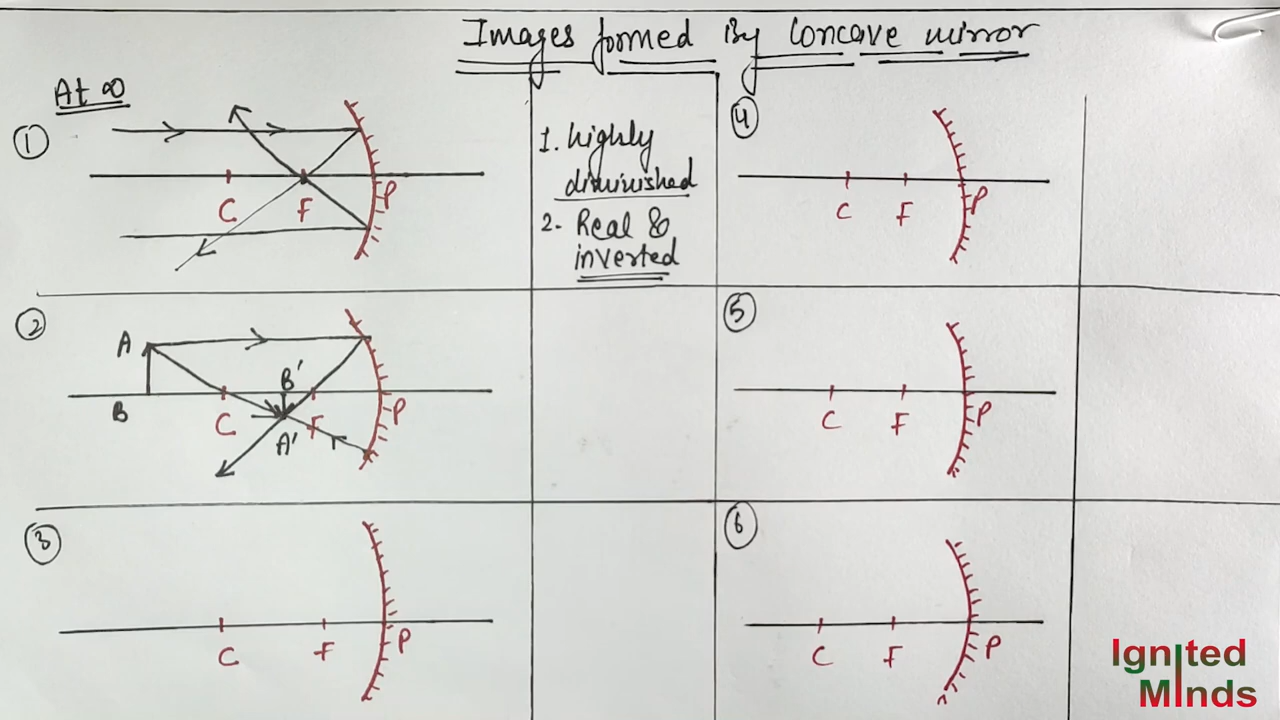 Images formed By Concave mirror
At ∞
①
C F P
1. highly
diminished
2. Real &
inverted
④
C F P
②
A
B
B'
C F P
A'
⑤
C F P
③
C F P
⑥
C F P
Ignited
Minds